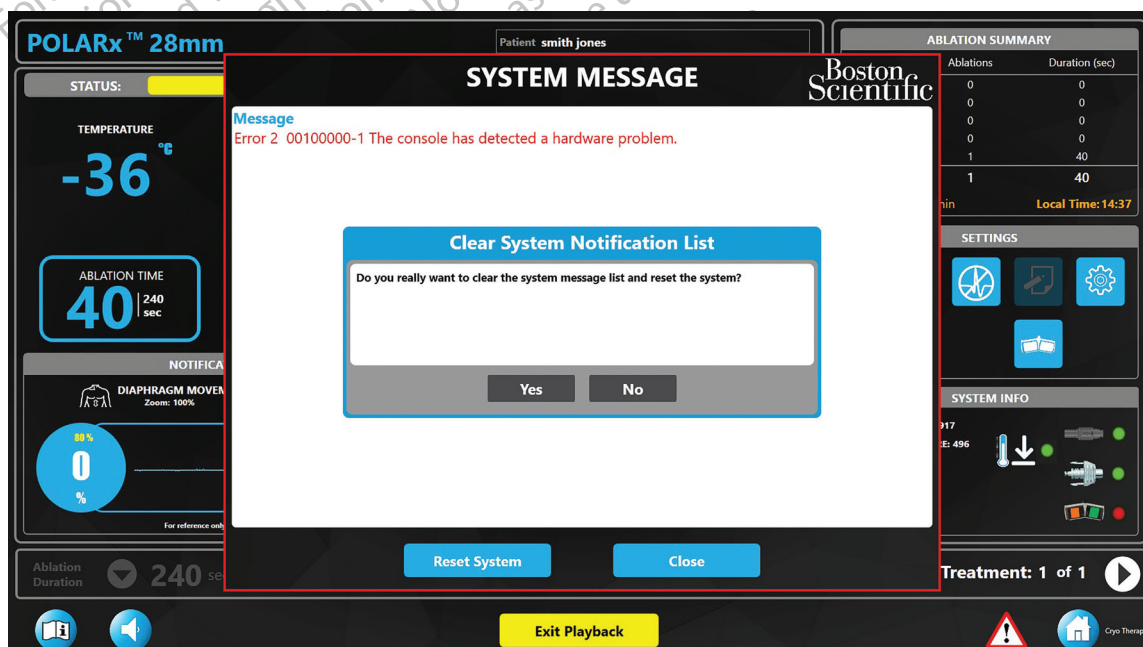 POLARx™ 28mm
Patient smith jones
ABLATION SUMMARY
Ablations Duration (sec)
0 0
0 0
0 0
0 0
1 40
1 40
Local Time: 14:37
STATUS:
TEMPERATURE
-36 °C
ABLATION TIME
40 240 sec
DIAPHRAGM
Zoom: 100%
80 %
0
%
For reference only
SYSTEM MESSAGE
Boston
Scientific
Message
Error 2 00100000-1 The console has detected a hardware problem.
Clear System Notification List
Do you really want to clear the system message list and reset the system?
Yes No
Reset System Close
SETTINGS
SYSTEM INFO
917
E: 496
Ablation
Duration
240
Treatment: 1 of 1
Exit Playback
Cryo